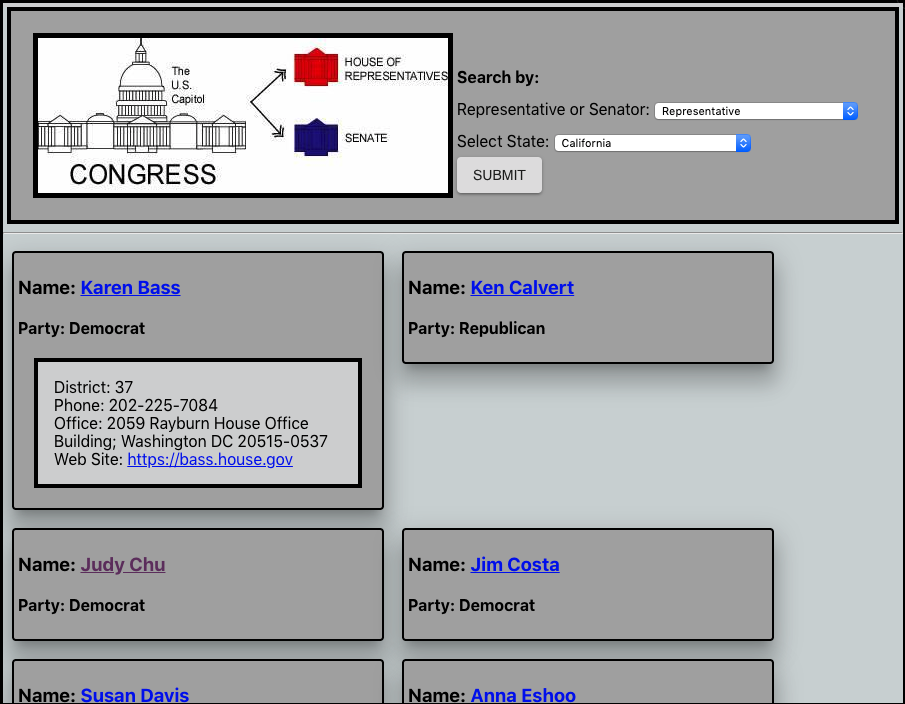 The
U.S.
Capitol
HOUSE OF
REPRESENTATIVES
SENATE
CONGRESS
Search by:
Representative or Senator: Representative
Select State: California
SUBMIT
Name: Karen Bass
Party: Democrat
District: 37
Phone: 202-225-7084
Office: 2059 Rayburn House Office
Building; Washington DC 20515-0537
Web Site: https://bass.house.gov
Name: Ken Calvert
Party: Republican
Name: Judy Chu
Party: Democrat
Name: Jim Costa
Party: Democrat
Name: Susan Davis
Name: Anna Eshoo